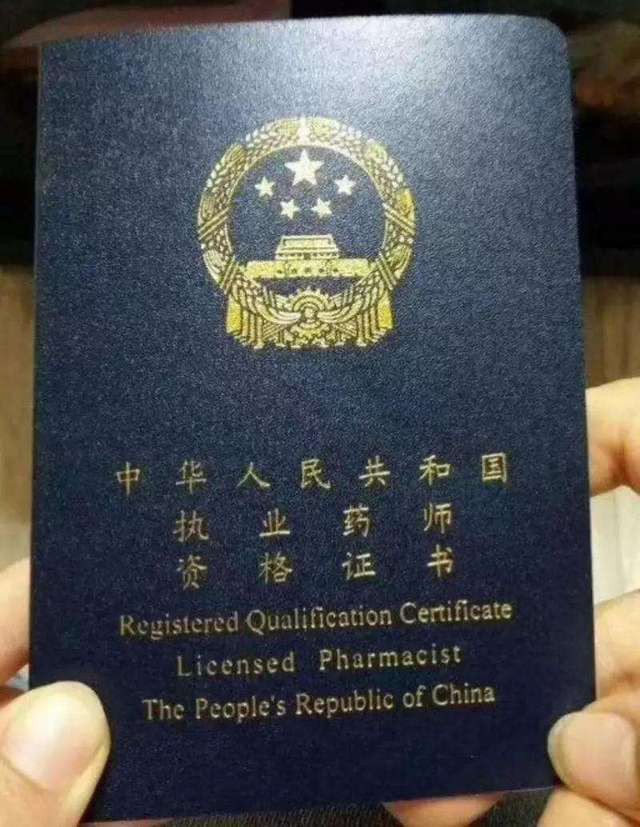 中华人民共和国
执业药师
资格证书
Registered Qualification Certificate
Licensed Pharmacist
The People's Republic of China